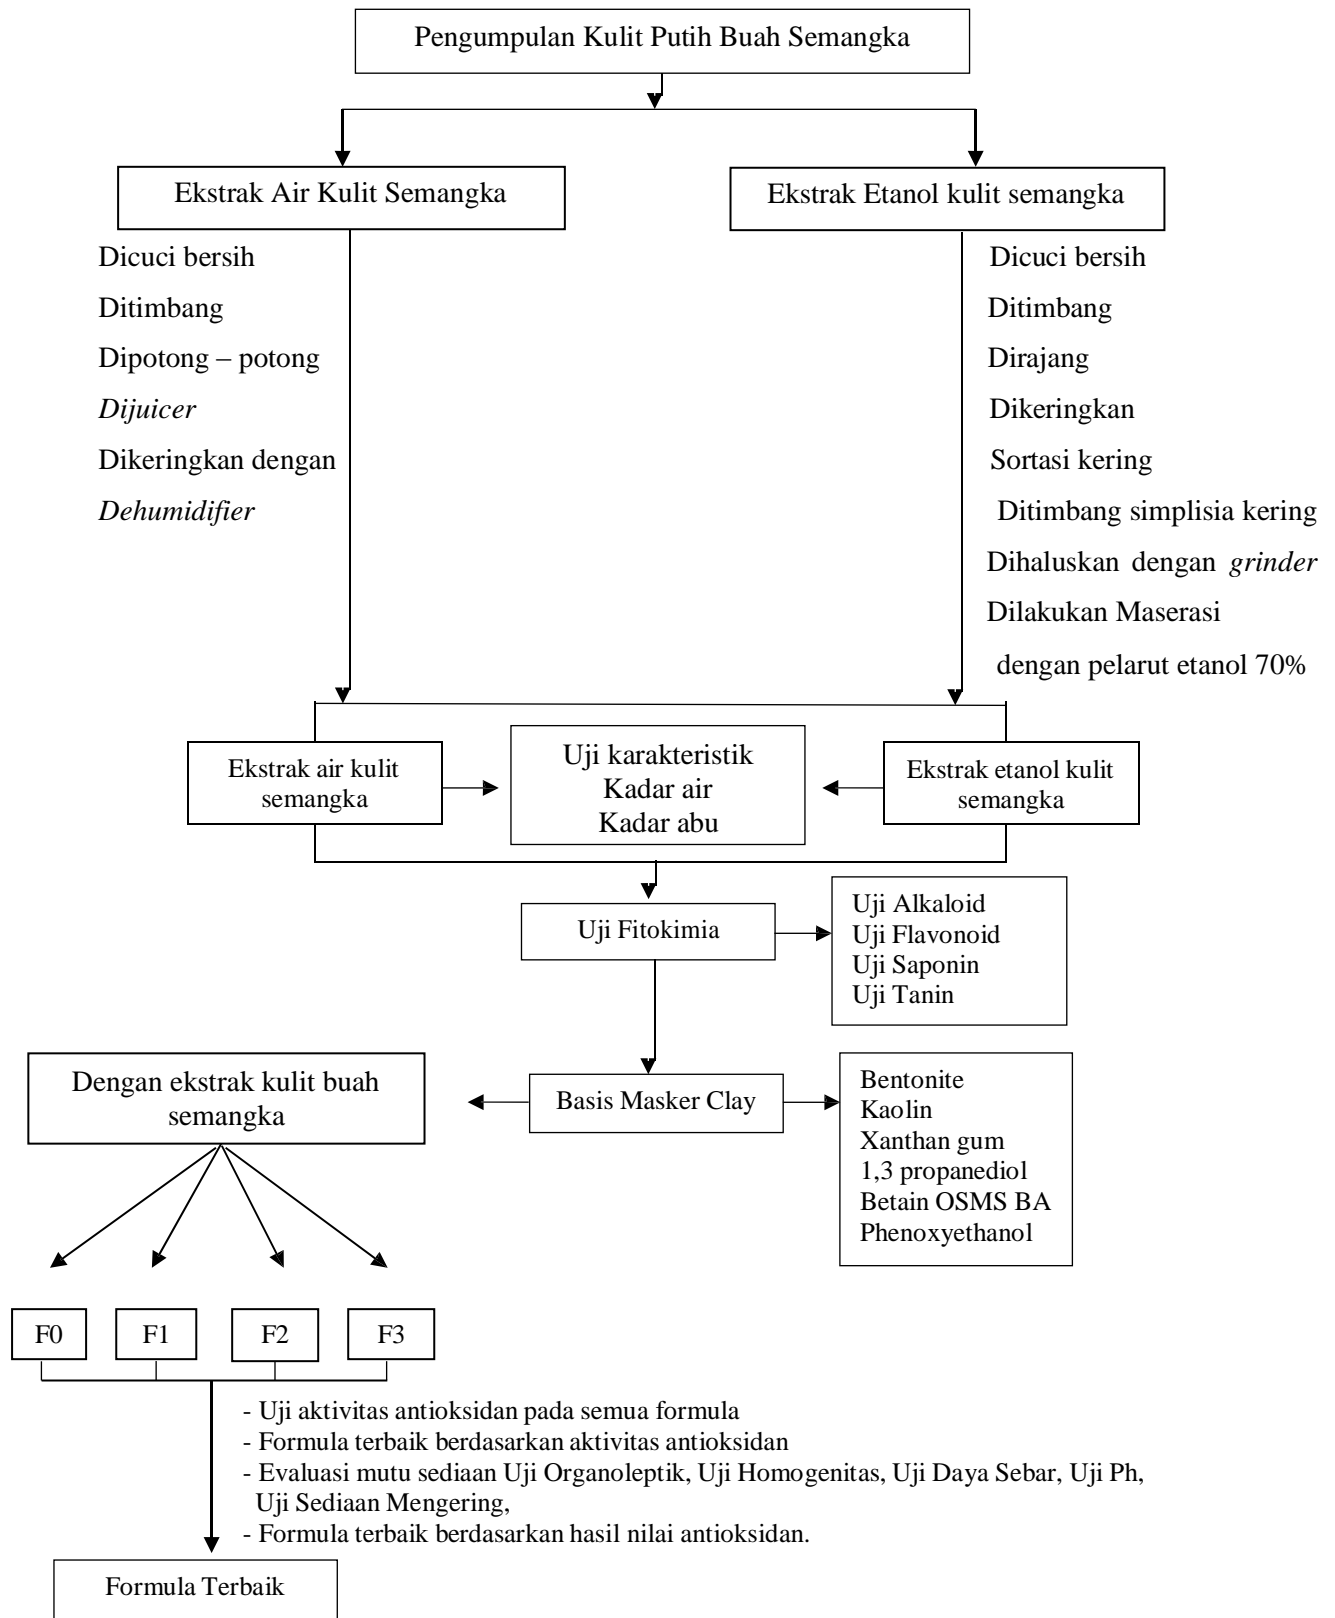 Pengumpulan Kulit Putih Buah Semangka
Ekstrak Air Kulit Semangka
Ekstrak Etanol kulit semangka
Dicuci bersih
Ditimbang
Dipotong – potong
Dijuicer
Dikeringkan dengan
Dehumidifier
Dicuci bersih
Ditimbang
Dirajang
Dikeringkan
Sortasi kering
Ditimbang simplisia kering
Dihaluskan dengan grinder
Dilakukan Maserasi
dengan pelarut etanol 70%
Ekstrak air kulit
semangka
Uji karakteristik
Kadar air
Kadar abu
Ekstrak etanol kulit
semangka
Uji Fitokimia
Uji Alkaloid
Uji Flavonoid
Uji Saponin
Uji Tanin
Dengan ekstrak kulit buah
semangka
Basis Masker Clay
Bentonite
Kaolin
Xanthan gum
1,3 propanediol
Betain OSMS BA
Phenoxyethanol
F0
F1
F2
F3
- Uji aktivitas antioksidan pada semua formula
- Formula terbaik berdasarkan aktivitas antioksidan
- Evaluasi mutu sediaan Uji Organoleptik, Uji Homogenitas, Uji Daya Sebar, Uji Ph,
Uji Sediaan Mengering,
- Formula terbaik berdasarkan hasil nilai antioksidan.
Formula Terbaik